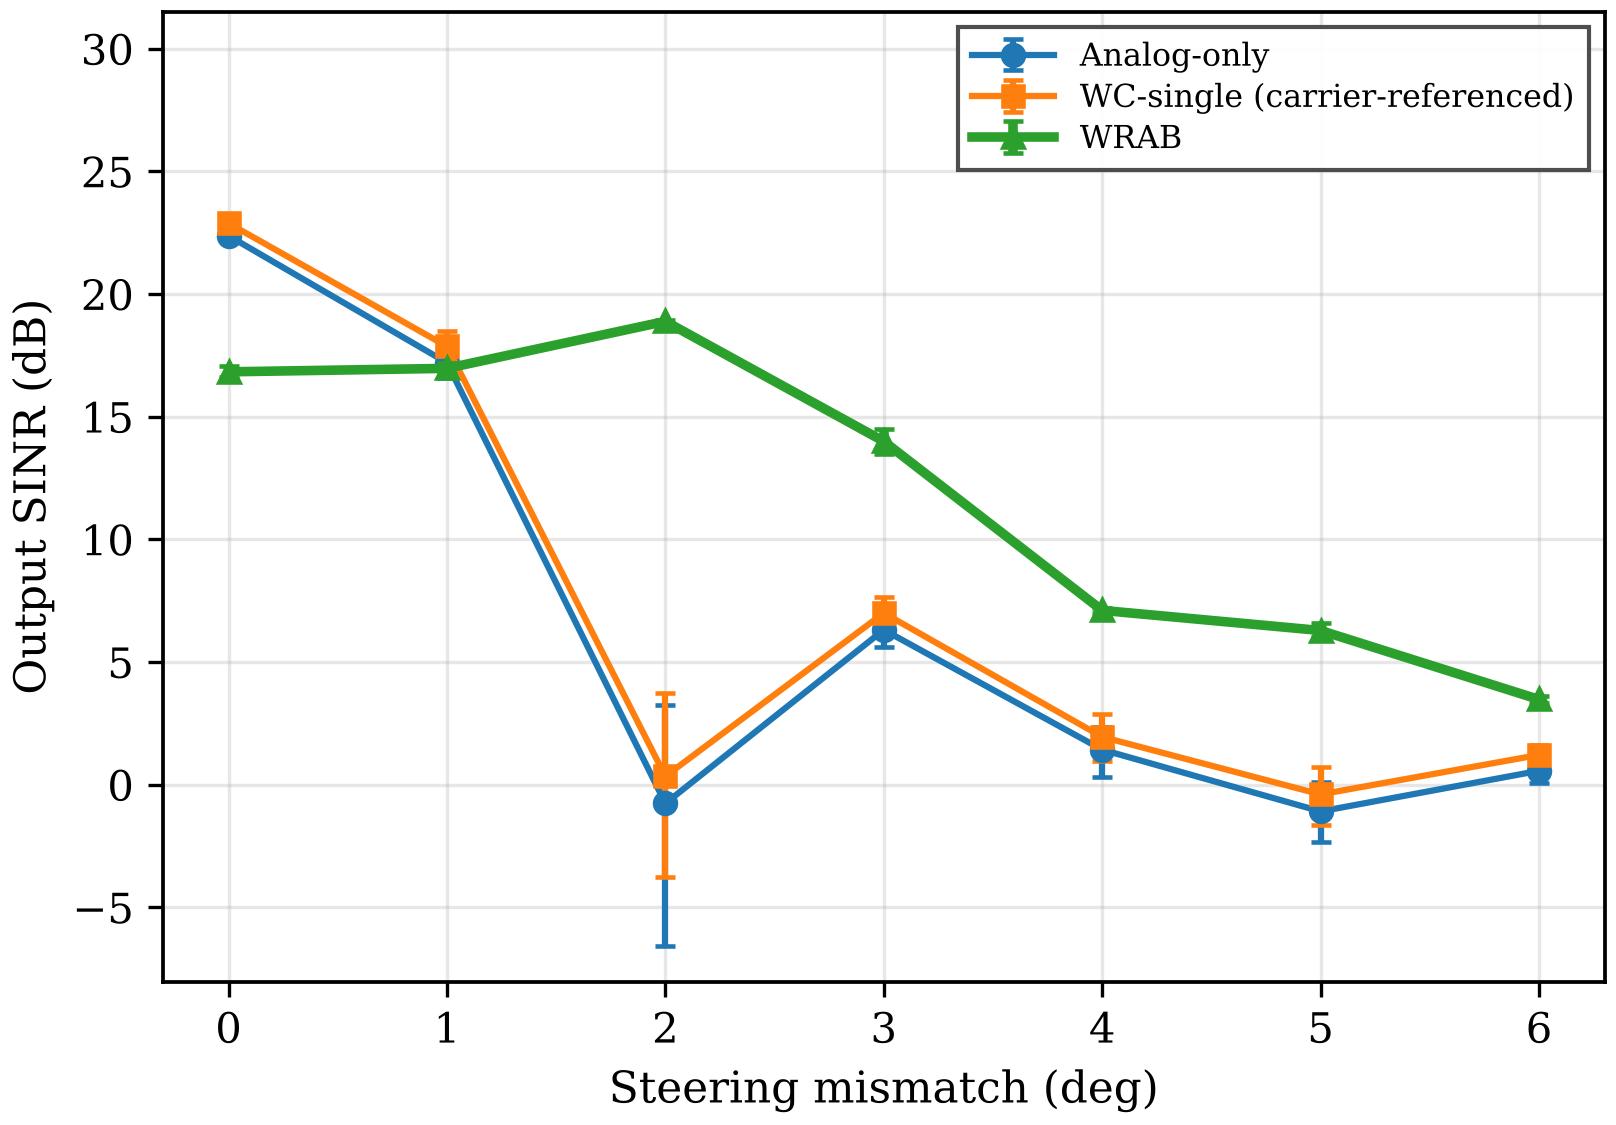 Analog-only
WC-single (carrier-referenced)
WRAB
Output SINR (dB)
30
25
20
15
10
5
0
−5
0 1 2 3 4 5 6
Steering mismatch (deg)